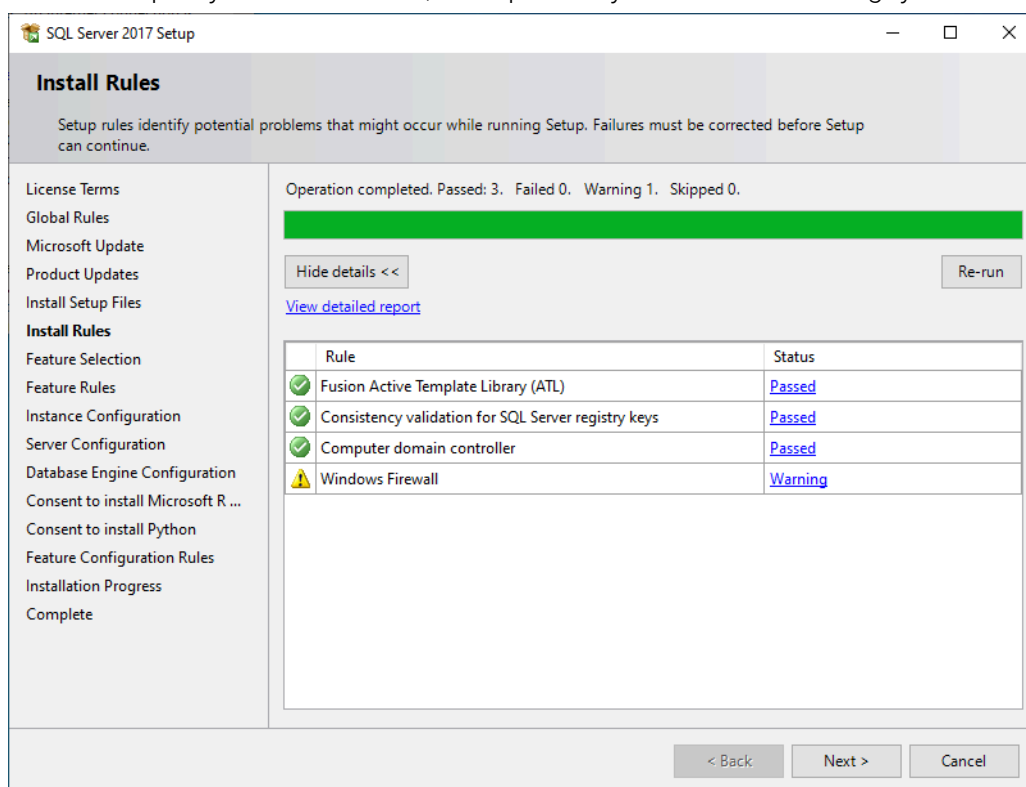 SQL Server 2017 Setup
Install Rules
Setup rules identify potential problems that might occur while running Setup. Failures must be corrected before Setup
can continue.
License Terms
Global Rules
Microsoft Update
Product Updates
Install Setup Files
Install Rules
Feature Selection
Feature Rules
Instance Configuration
Server Configuration
Database Engine Configuration
Consent to install Microsoft R ...
Consent to install Python
Feature Configuration Rules
Installation Progress
Complete
Operation completed. Passed: 3. Failed 0. Warning 1. Skipped 0.
Hide details <<
Re-run
View detailed report
Rule Status
Fusion Active Template Library (ATL) Passed
Consistency validation for SQL Server registry keys Passed
Computer domain controller Passed
Windows Firewall Warning
< Back Next > Cancel